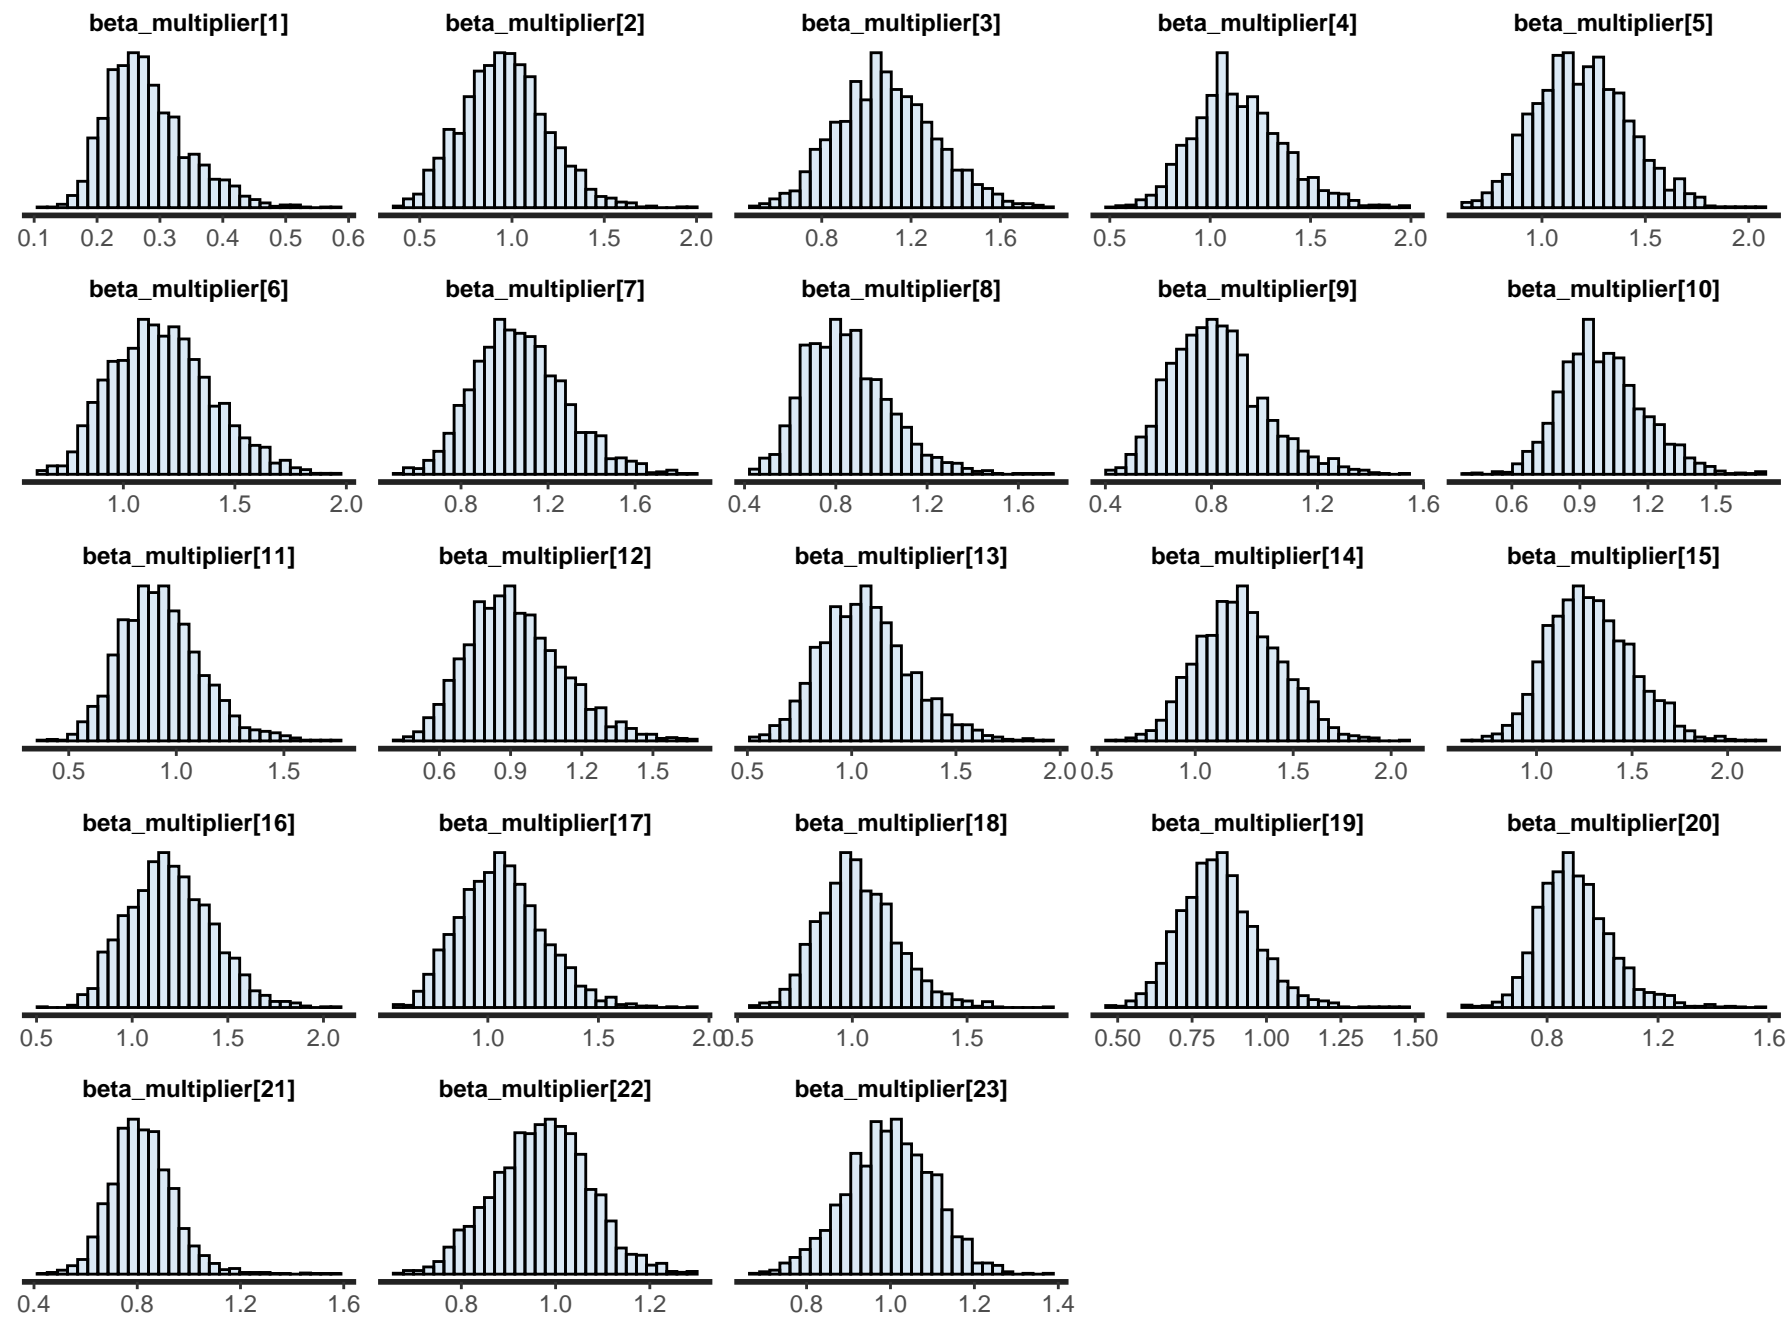 beta_multiplier[1] beta_multiplier[2] beta_multiplier[3] beta_multiplier[4] beta_multiplier[5]
0.1 0.2 0.3 0.4 0.5 0.6 0.5 1.0 1.5 2.0 0.8 1.2 1.6 0.5 1.0 1.5 2.0 1.0 1.5 2.0
beta_multiplier[6] beta_multiplier[7] beta_multiplier[8] beta_multiplier[9] beta_multiplier[10]
1.0 1.5 2.0 0.8 1.2 1.6 0.4 0.8 1.2 1.6 0.4 0.8 1.2 1.6 0.6 0.9 1.2 1.5
beta_multiplier[11] beta_multiplier[12] beta_multiplier[13] beta_multiplier[14] beta_multiplier[15]
0.5 1.0 1.5 0.6 0.9 1.2 1.5 0.5 1.0 1.5 2.0 0.5 1.0 1.5 2.0 1.0 1.5 2.0
beta_multiplier[16] beta_multiplier[17] beta_multiplier[18] beta_multiplier[19] beta_multiplier[20]
0.5 1.0 1.5 2.0 1.0 1.5 2.0 0.5 1.0 1.5 0.50 0.75 1.00 1.25 1.50 0.8 1.2 1.6
beta_multiplier[21] beta_multiplier[22] beta_multiplier[23]
0.4 0.8 1.2 1.6 0.8 1.0 1.2 0.8 1.0 1.2 1.4